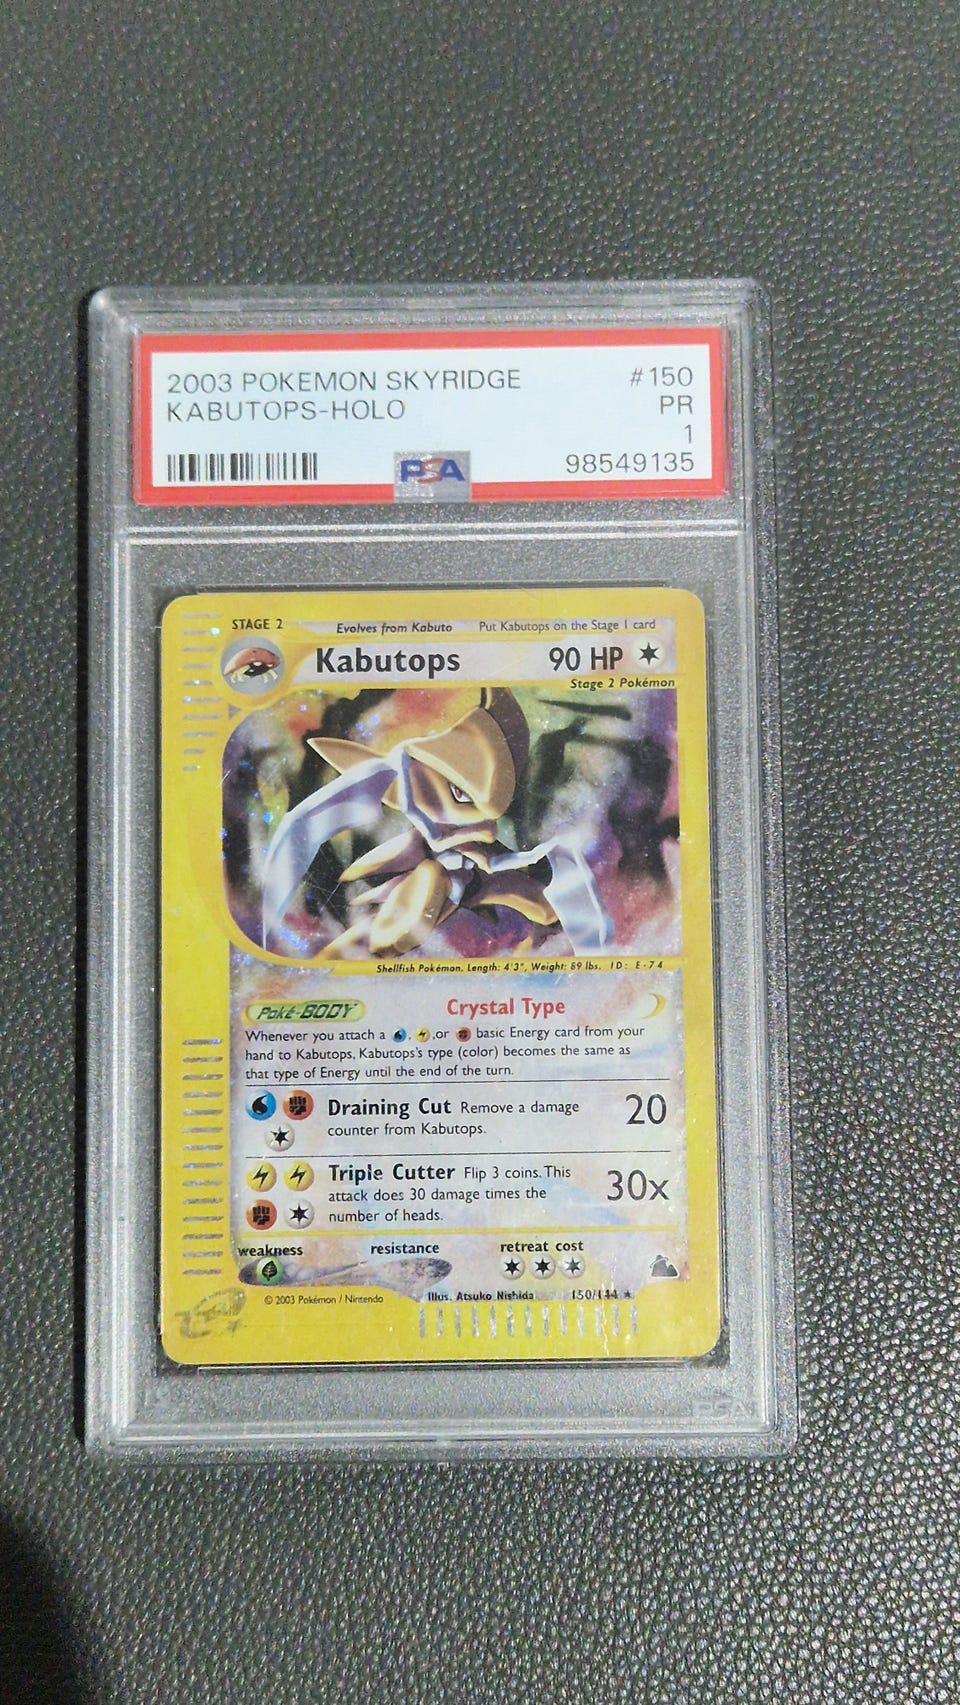 2003 POKEMON SKYRIDGE #150
KABUTOPS-HOLO PR
1
PSA 98549135
STAGE 2 Evolves from Kabuto Put Kabutops on the Stage 1 card
Kabutops 90 HP
Stage 2 Pokémon
Shellfish Pokémon. Length: 4'3", Weight: 89 lbs. ID: E-74
Poké-BODY Crystal Type
Whenever you attach a , ,or basic Energy card from your
hand to Kabutops, Kabutops's type (color) becomes the same as
that type of Energy until the end of the turn.
Draining Cut Remove a damage 20
counter from Kabutops.
Triple Cutter Flip 3 coins. This
attack does 30 damage times the 30x
number of heads.
weakness resistance retreat cost
© 2003 Pokémon / Nintendo Illus. Atsuko Nishida 150/144 ★
PSA